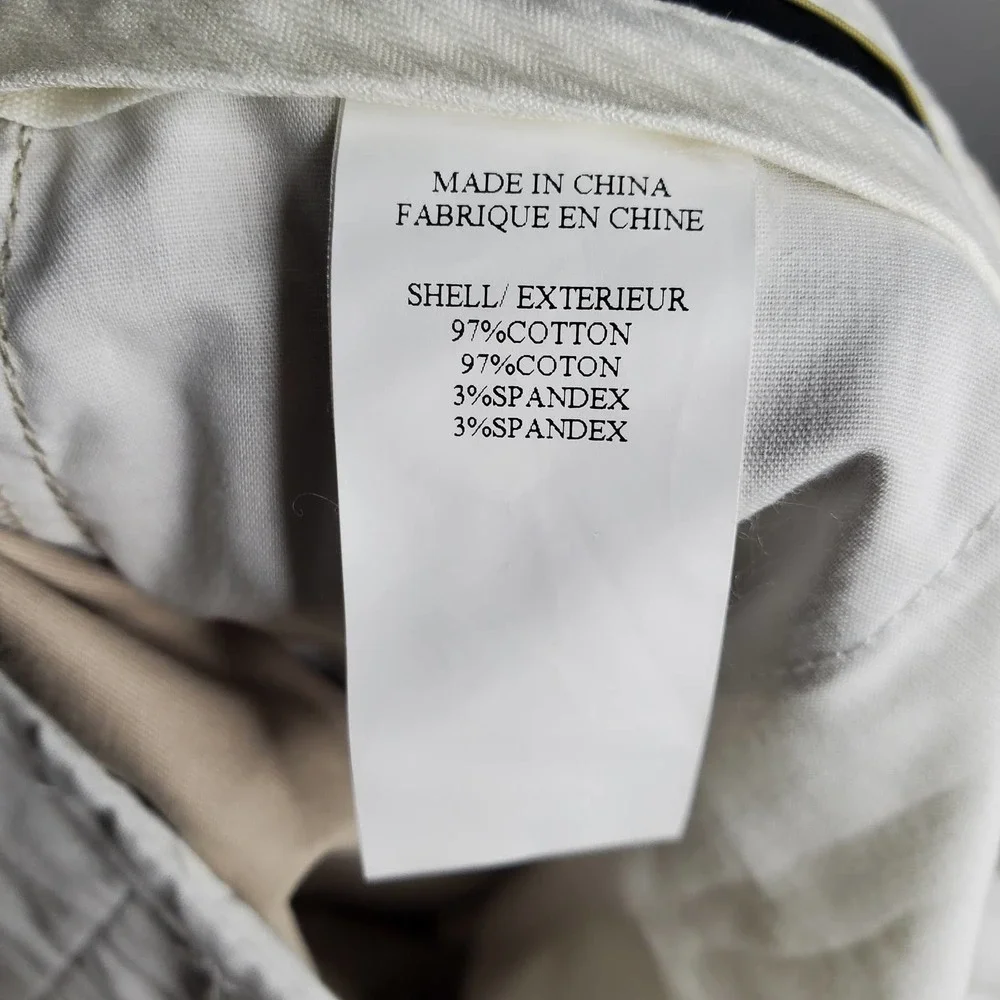 MADE IN CHINA
FABRIQUE EN CHINE
SHELL/ EXTERIEUR
97%COTTON
97%COTON
3%SPANDEX
3%SPANDEX